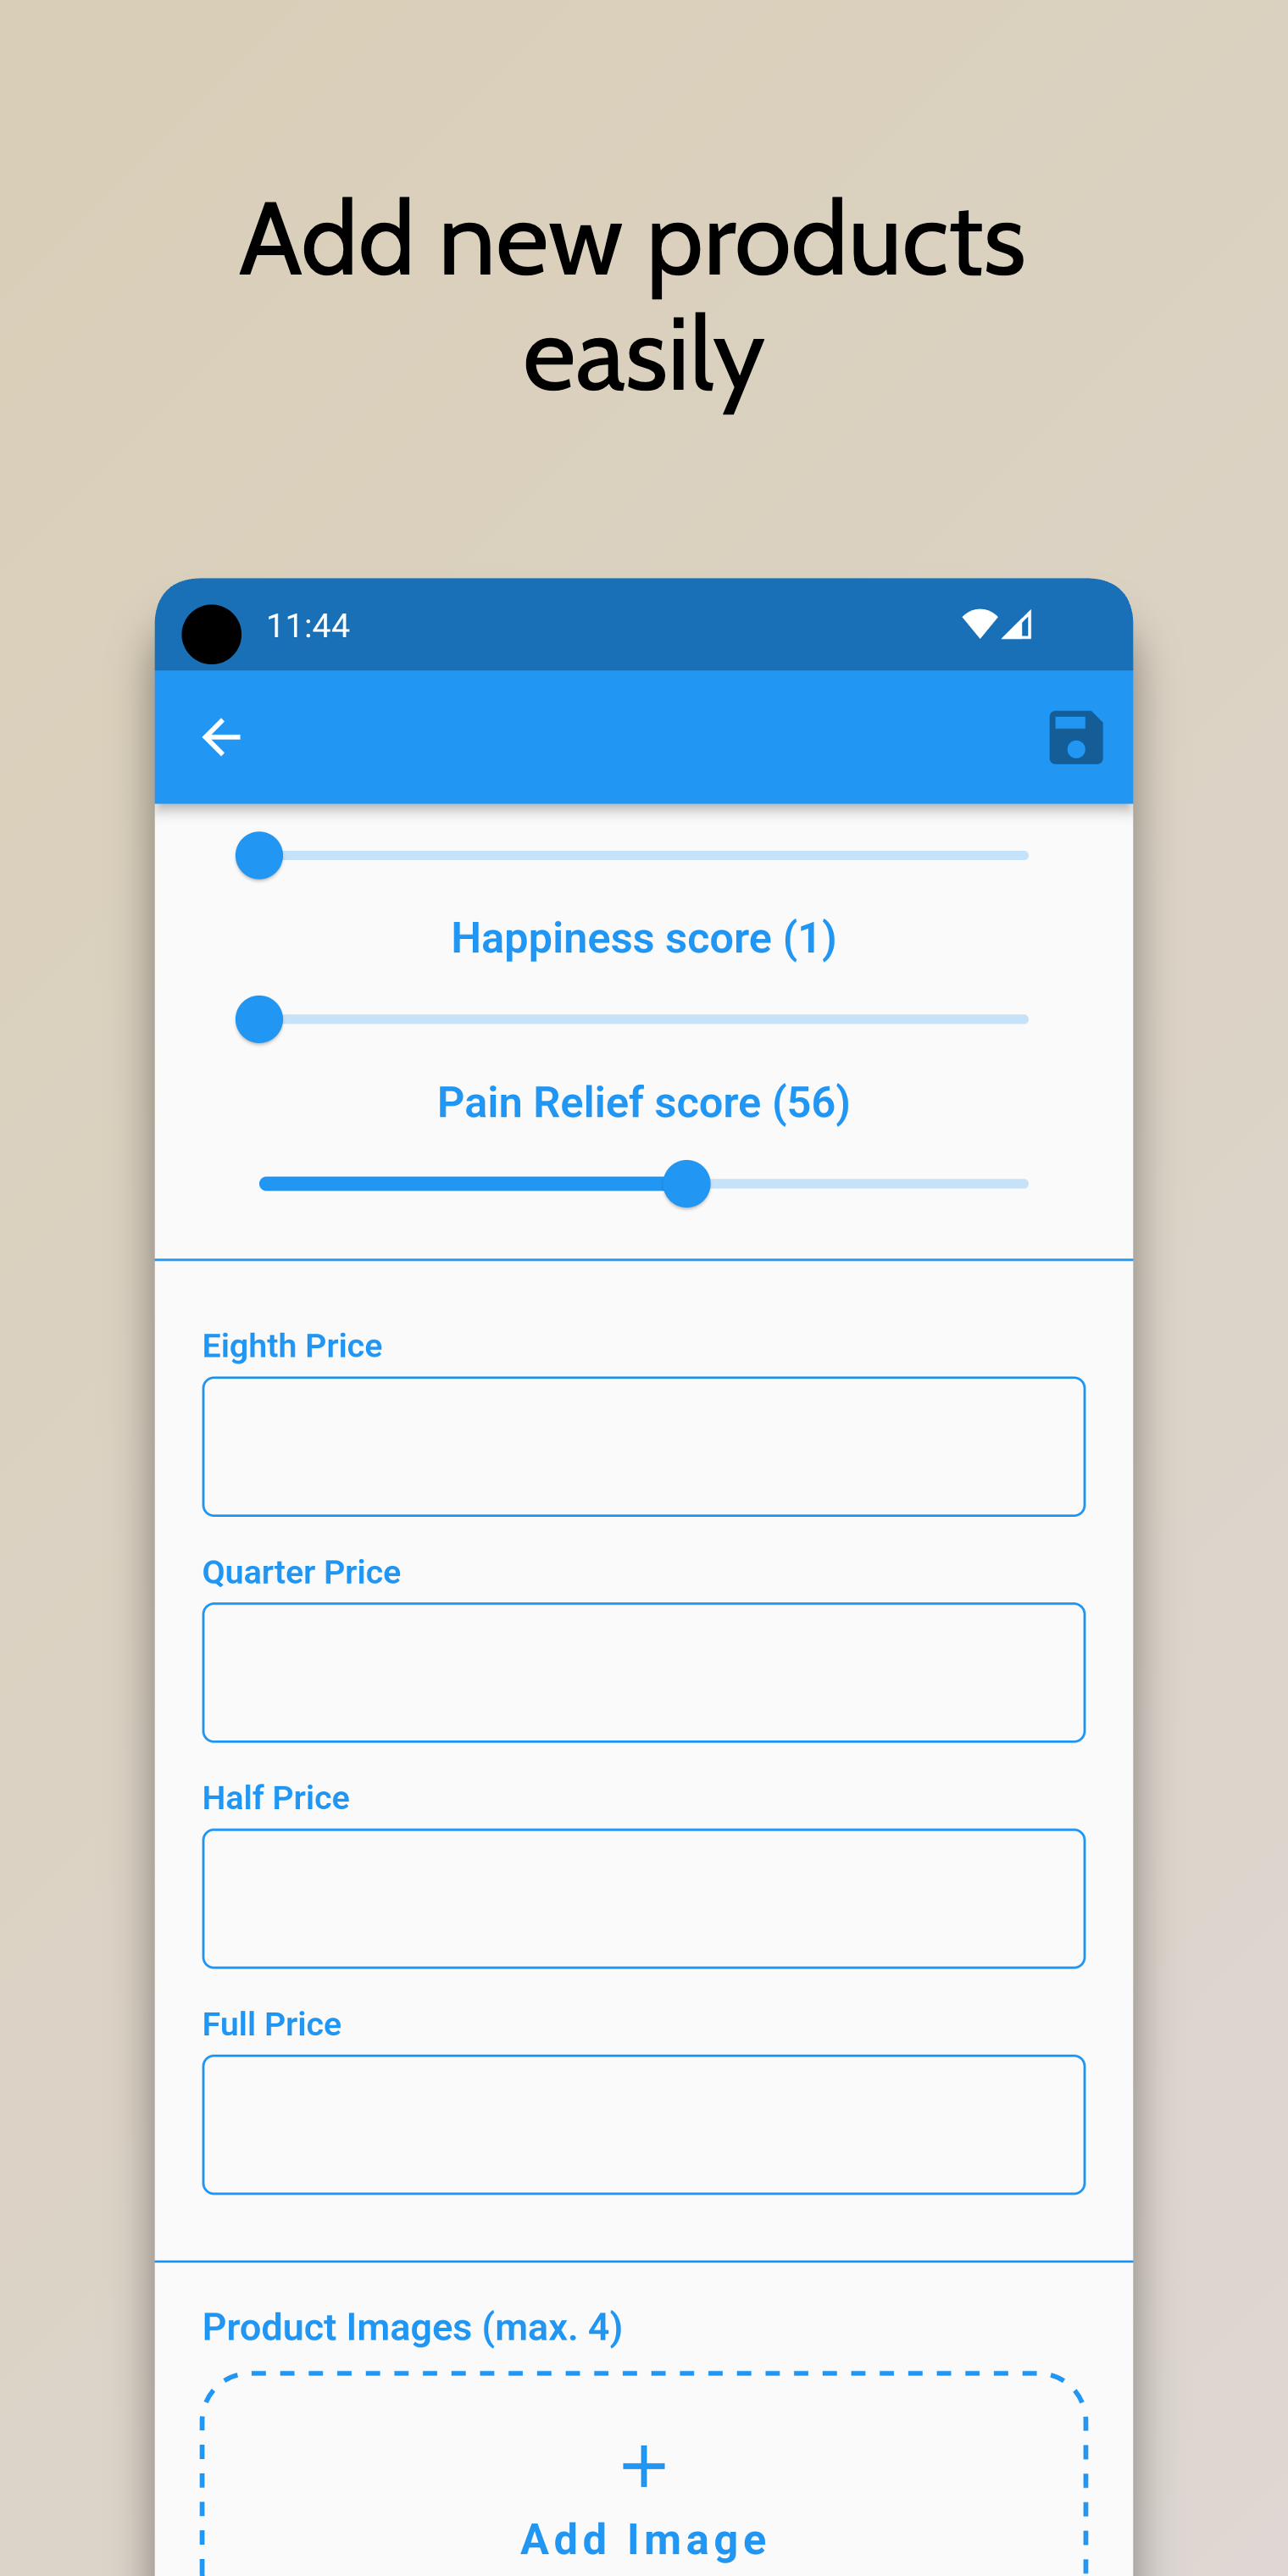 Add new products
easily
11:44
Happiness score (1)
Pain Relief score (56)
Eighth Price
Quarter Price
Half Price
Full Price
Product Images (max. 4)
+
Add Image